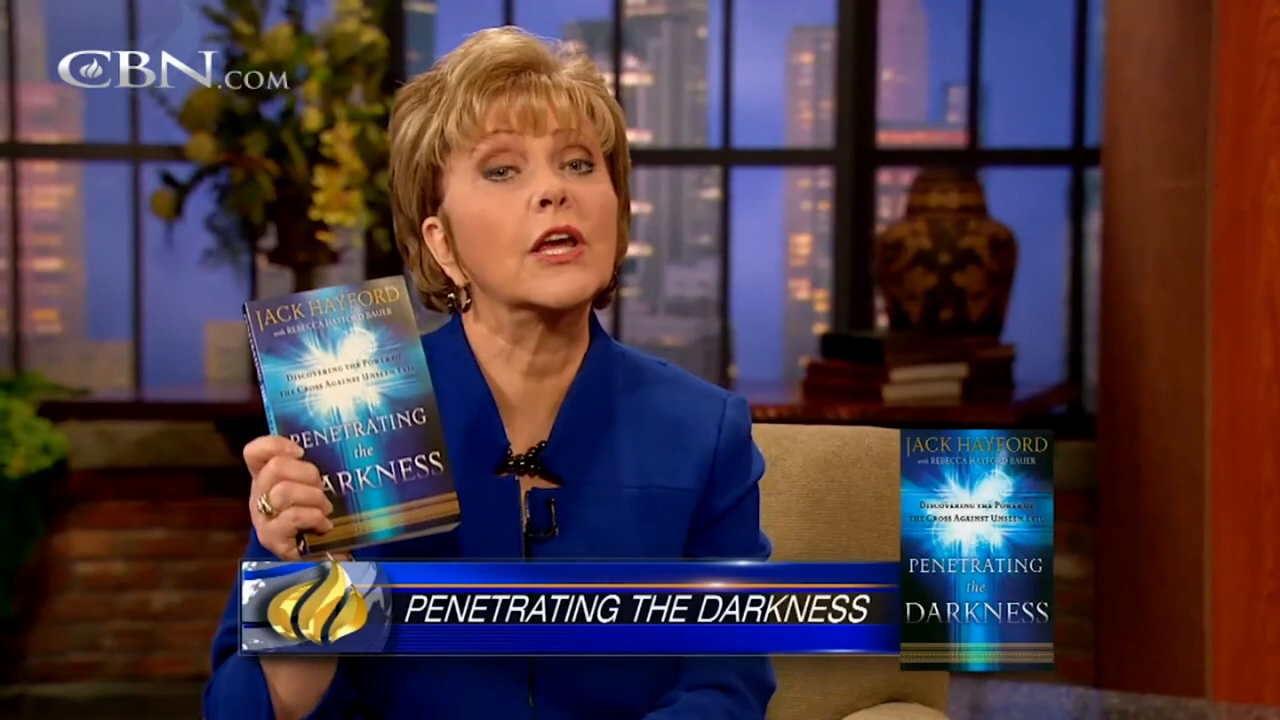 CBN.COM
JACK HAYFORD
with REBECCA HAYFORD BAUER
DISCOVERING THE POWER OF
THE CROSS AGAINST UNSEEN EVIL
PENETRATING
the
DARKNESS
PENETRATING THE DARKNESS
JACK HAYFORD
with REBECCA HAYFORD BAUER
DISCOVERING THE POWER OF
THE CROSS AGAINST UNSEEN EVIL
PENETRATING
the
DARKNESS